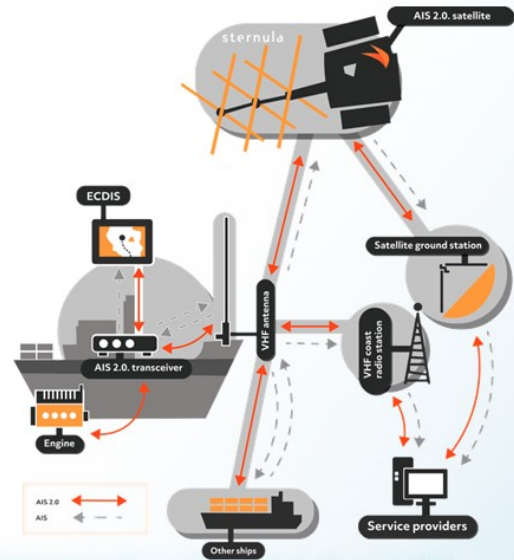 sternula
AIS 2.0. satellite
ECDIS
Satellite ground station
VHF antenna
VHF coast
radio station
AIS 2.0. transceiver
Engine
AIS 2.0
AIS
Service providers
Other ships